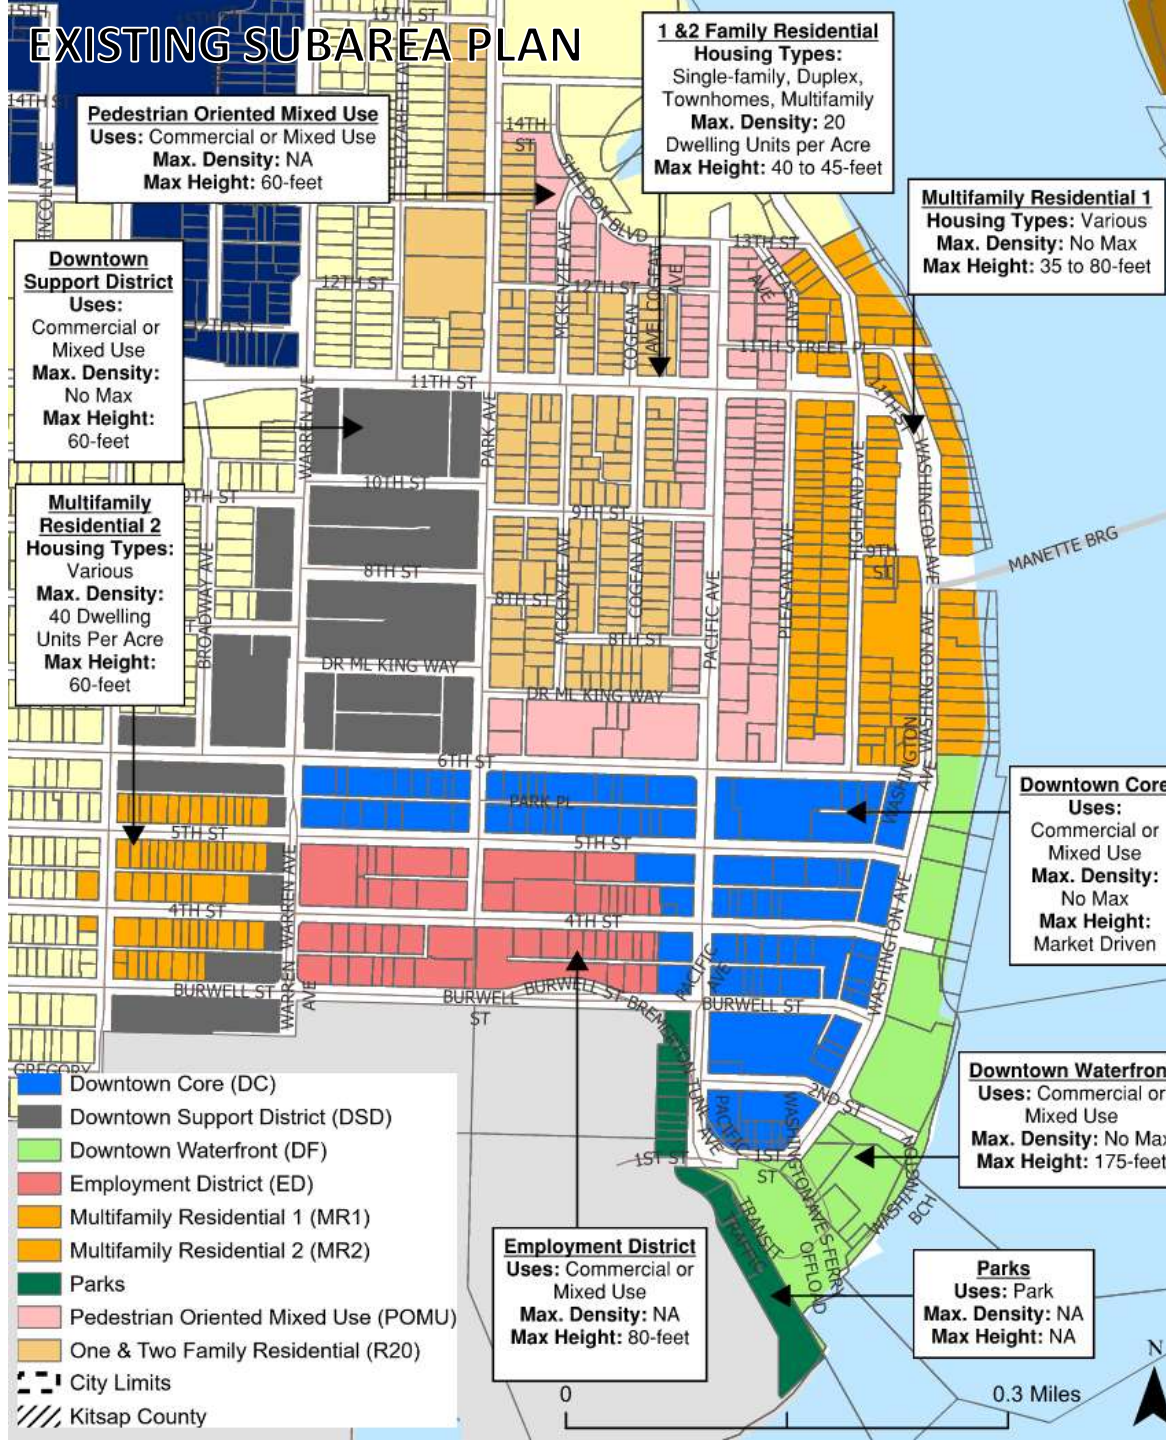 EXISTING SUBAREA PLAN
15TH ST
14TH ST
Pedestrian Oriented Mixed Use
Uses: Commercial or Mixed Use
Max. Density: NA
Max Height: 60-feet
1 &2 Family Residential
Housing Types:
Single-family, Duplex,
Townhomes, Multifamily
Max. Density: 20
Dwelling Units per Acre
Max Height: 40 to 45-feet
Multifamily Residential 1
Housing Types: Various
Max. Density: No Max
Max Height: 35 to 80-feet
Downtown
Support District
Uses:
Commercial or
Mixed Use
Max. Density:
No Max
Max Height:
60-feet
Multifamily
Residential 2
Housing Types:
Various
Max. Density:
40 Dwelling
Units Per Acre
Max Height:
60-feet
14TH
ST
SHELDON BLVD
13TH ST
12TH ST
12TH ST
MCKENZIE AVE
COGEAN
AVE
COGEAN
AVE
PLEASANT
AVE
11TH STREET PL
11TH ST
11TH ST
WARREN AVE
PARK AVE
10TH ST
9TH ST
9TH ST
9TH
ST
8TH ST
8TH ST
8TH ST
BROADWAY AVE
MCKENZIE AVE
COGEAN AVE
PACIFIC AVE
PLEASANT AVE
HIGHLAND AVE
WASHINGTON AVE
WASHINGTON AVE
MANETTE BRG
DR ML KING WAY
DR ML KING WAY
6TH ST
PARK PL
WASHINGTON
AVE
5TH ST
5TH ST
4TH ST
4TH ST
WARREN AVE
WARREN
AVE
WASHINGTON AVE
PACIFIC
AVE
BURWELL ST
BURWELL
ST
BURWELL ST
BURWELL ST
BREMERTON TUNL
PACIFIC
AVE
2ND ST
1ST ST
1ST
ST
WASHINGTON AVE
WASHINGTON
BCH
TRANSIT
TRAFFIC
S FERRY
OFFLOAD
GREGORY
Downtown Core
Uses:
Commercial or
Mixed Use
Max. Density:
No Max
Max Height:
Market Driven
Downtown Waterfron
Uses: Commercial or
Mixed Use
Max. Density: No Max
Max Height: 175-feet
Employment District
Uses: Commercial or
Mixed Use
Max. Density: NA
Max Height: 80-feet
Parks
Uses: Park
Max. Density: NA
Max Height: NA
Downtown Core (DC)
Downtown Support District (DSD)
Downtown Waterfront (DF)
Employment District (ED)
Multifamily Residential 1 (MR1)
Multifamily Residential 2 (MR2)
Parks
Pedestrian Oriented Mixed Use (POMU)
One & Two Family Residential (R20)
City Limits
Kitsap County
0
0.3 Miles
N